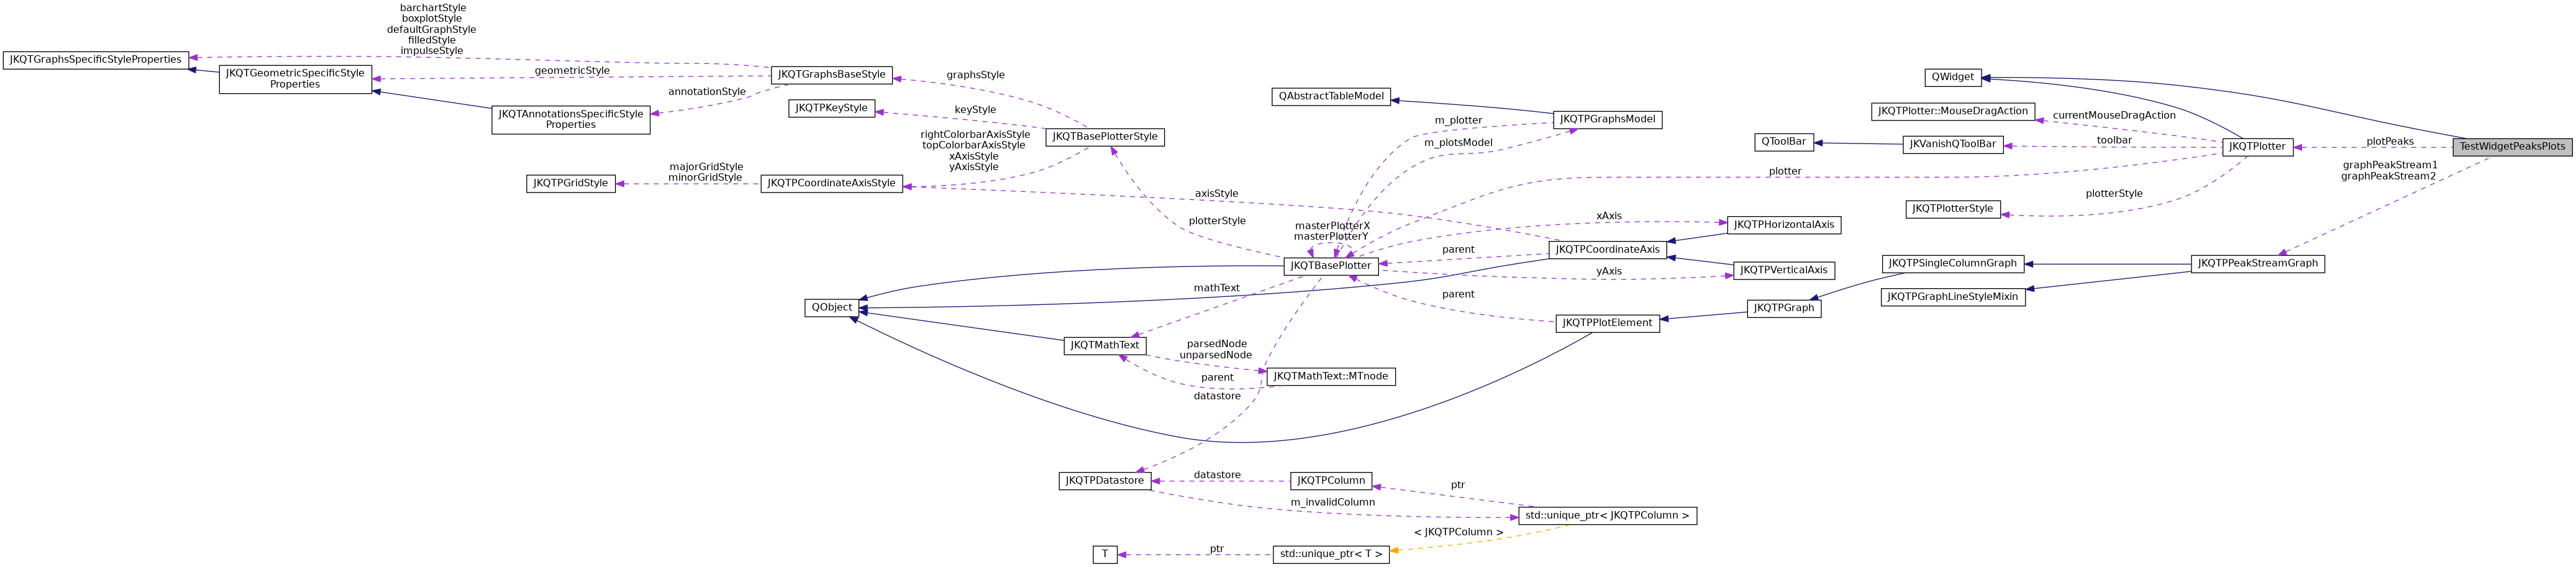 barchartStyle
boxplotStyle
defaultGraphStyle
filledStyle
impulseStyle
JKQTGraphsSpecificStyleProperties
JKQTGeometricSpecificStyle
Properties
geometricStyle
annotationStyle
JKQTAnnotationsSpecificStyle
Properties
JKQTGraphsBaseStyle
graphsStyle
JKQTPKeyStyle
keyStyle
JKQTBasePlotterStyle
rightColorbarAxisStyle
topColorbarAxisStyle
xAxisStyle
yAxisStyle
majorGridStyle
minorGridStyle
JKQTPGridStyle
JKQTPCoordinateAxisStyle
axisStyle
plotterStyle
QAbstractTableModel
JKQTPGraphsModel
m_plotter
m_plotsModel
masterPlotterX
masterPlotterY
JKQTBasePlotter
plotter
xAxis
parent
yAxis
parent
JKQTPCoordinateAxis
JKQTPHorizontalAxis
JKQTPVerticalAxis
JKQTPPlotElement
JKQTPGraph
QObject
mathText
JKQTMathText
parsedNode
unparsedNode
parent
JKQTMathText::MTnode
datastore
JKQTPDatastore
datastore
JKQTPColumn
m_invalidColumn
ptr
std::unique_ptr< JKQTPColumn >
< JKQTPColumn >
T
ptr
std::unique_ptr< T >
QWidget
JKQTPlotter::MouseDragAction
currentMouseDragAction
QToolBar
JKVanishQToolBar
toolbar
JKQTPlotter
plotPeaks
TestWidgetPeaksPlots
graphPeakStream1
graphPeakStream2
plotterStyle
JKQTPlotterStyle
JKQTPSingleColumnGraph
JKQTPGraphLineStyleMixin
JKQTPPeakStreamGraph